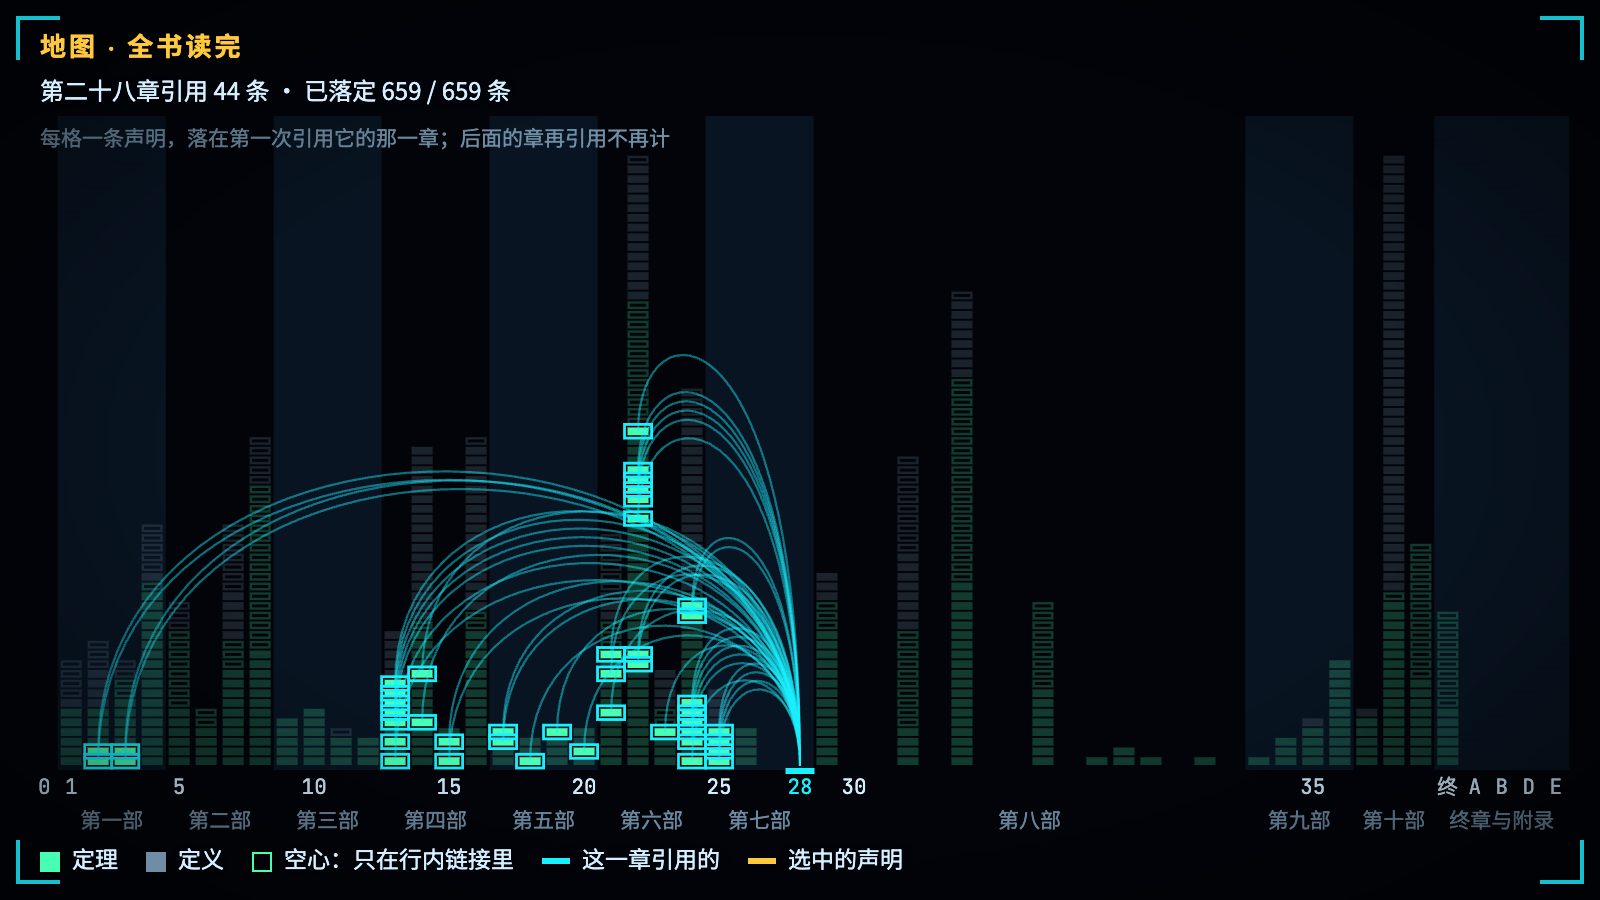 地图 · 全书读完
第二十八章引用 44 条 • 已落定 659 / 659 条
每格一条声明，落在第一次引用它的那一章；后面的章再引用不再计
0 1 5 10 15 20 25 28 30 35 终 A B D E
第一部 第二部 第三部 第四部 第五部 第六部 第七部 第八部 第九部 第十部 终章与附录
定理 定义 空心：只在行内链接里 这一章引用的 选中的声明